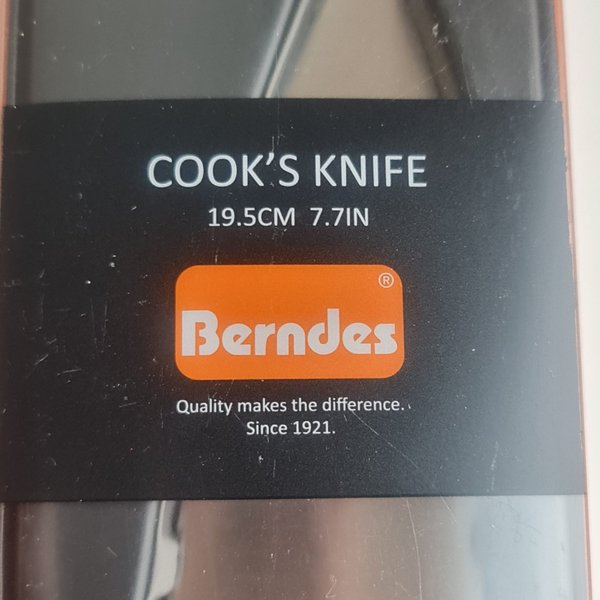 COOK'S KNIFE
19.5CM 7.7IN
®
Berndes
Quality makes the difference.
Since 1921.